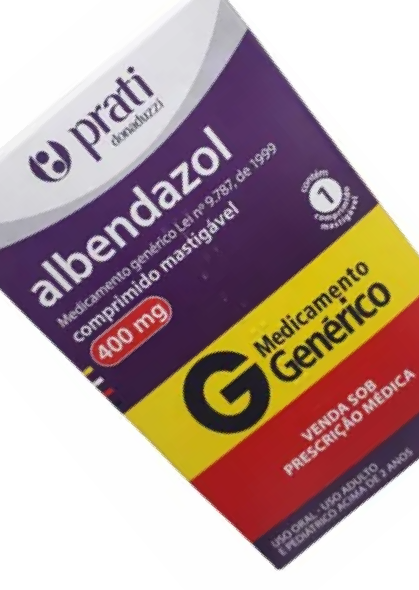 prati
donaduzzi
albendazol
Medicamento genérico Lei nº 9.787, de 1999
comprimido mastigável
400 mg
contém
1
comprimido
mastigável
G
Medicamento
Genérico
VENDA SOB
PRESCRIÇÃO MÉDICA
USO ORAL - USO ADULTO
E PEDIÁTRICO ACIMA DE 2 ANOS